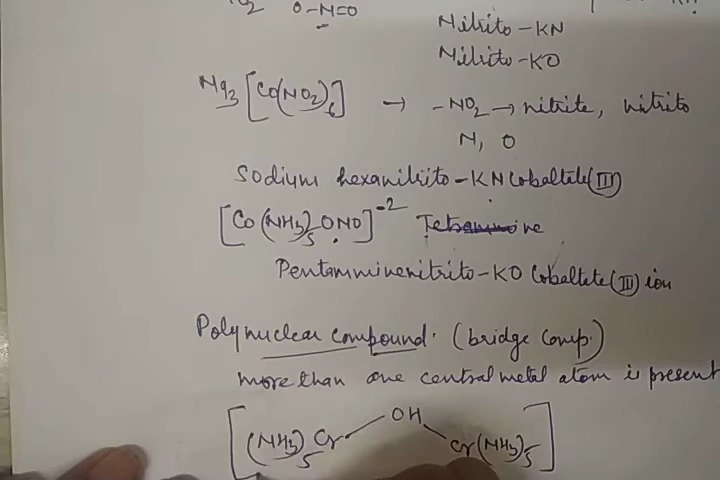 O-N=O
Nitrito-KN
Nitrito-KO
Na3[Co(NO2)6] → -NO2 → nitrite, nitrito
N, O
Sodium hexanitrito-KN Cobaltate(III)
[Co(NH3)5ONO]-2
Pentamminenitrito-KO Cobaltate(III) ion
Polynuclear compound. (bridge Comp.)
more than one central metal atom is present
OH
[(NH3)5Cr Cr(NH3)5]